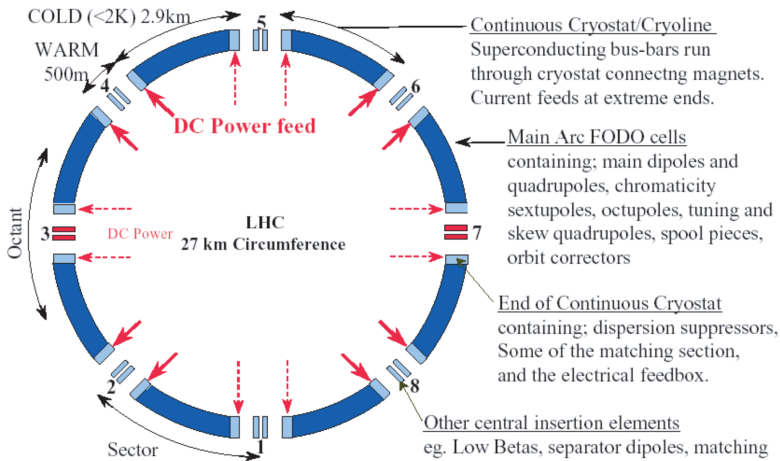 COLD (<2K) 2.9km
WARM
500m
5
4
6
DC Power feed
3
DC Power
LHC
27 km Circumference
7
Octant
2
8
1
Sector
Continuous Cryostat/Cryoline
Superconducting bus-bars run
through cryostat connectng magnets.
Current feeds at extreme ends.
Main Arc FODO cells
containing; main dipoles and
quadrupoles, chromaticity
sextupoles, octupoles, tuning and
skew quadrupoles, spool pieces,
orbit correctors
End of Continuous Cryostat
containing; dispersion suppressors,
Some of the matching section,
and the electrical feedbox.
Other central insertion elements
eg. Low Betas, separator dipoles, matching